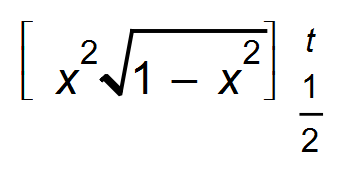 [ x²√1 − x² ] t
1
2